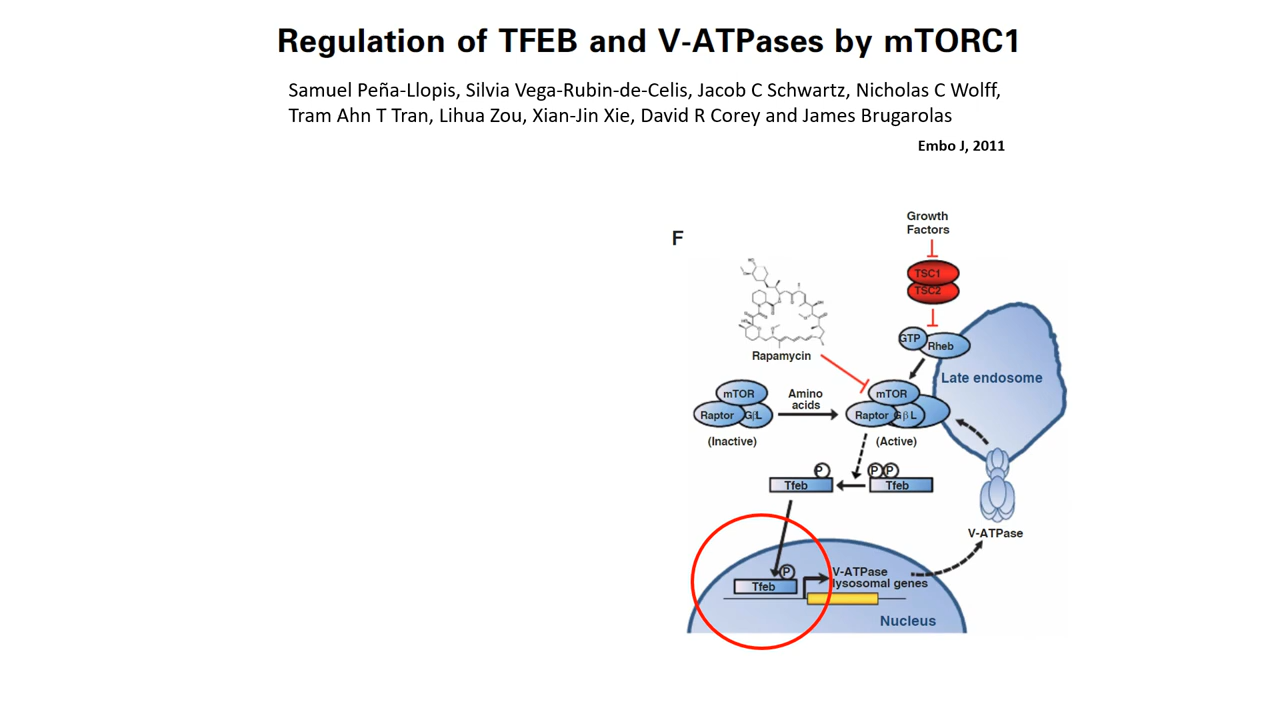 Regulation of TFEB and V-ATPases by mTORC1
Samuel Peña-Llopis, Silvia Vega-Rubin-de-Celis, Jacob C Schwartz, Nicholas C Wolff,
Tram Ahn T Tran, Lihua Zou, Xian-Jin Xie, David R Corey and James Brugarolas
Embo J, 2011
F
Growth
Factors
TSC1
TSC2
GTP
Rheb
Rapamycin
Late endosome
mTOR
Raptor GβL
(Inactive)
Amino
acids
mTOR
Raptor GβL
(Active)
P
Tfeb
P P
Tfeb
V-ATPase
P
Tfeb
V-ATPase
lysosomal genes
Nucleus